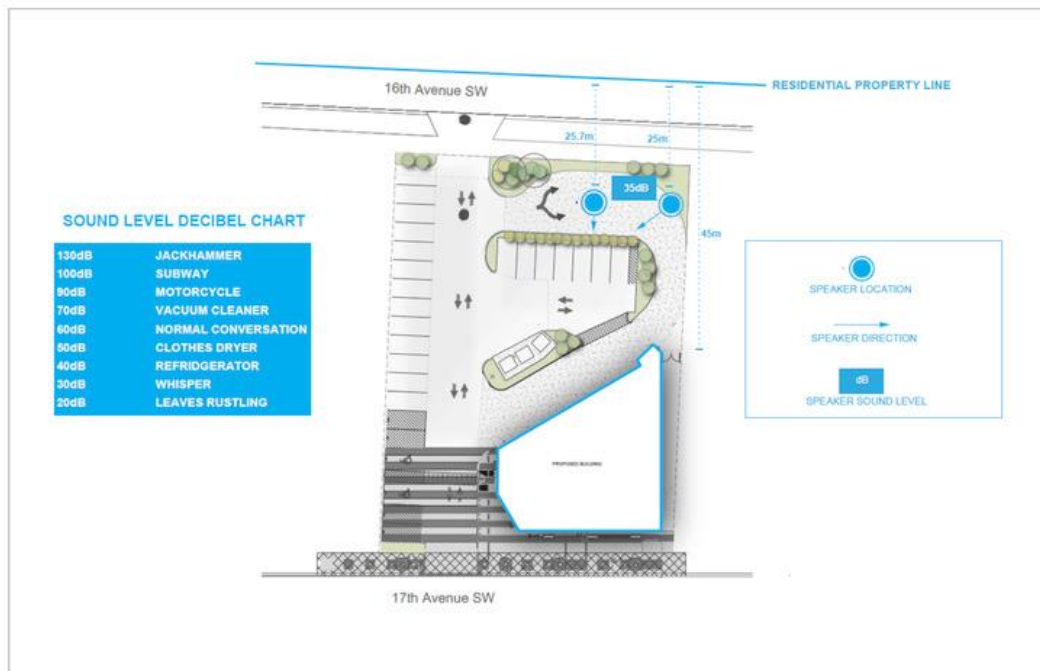 RESIDENTIAL PROPERTY LINE
16th Avenue SW
25.7m
25m
35dB
45m
SOUND LEVEL DECIBEL CHART
130dB JACKHAMMER
100dB SUBWAY
90dB MOTORCYCLE
70dB VACUUM CLEANER
60dB NORMAL CONVERSATION
50dB CLOTHES DRYER
40dB REFRIDGERATOR
30dB WHISPER
20dB LEAVES RUSTLING
SPEAKER LOCATION
SPEAKER DIRECTION
dB
SPEAKER SOUND LEVEL
PROPOSED BUILDING
17th Avenue SW